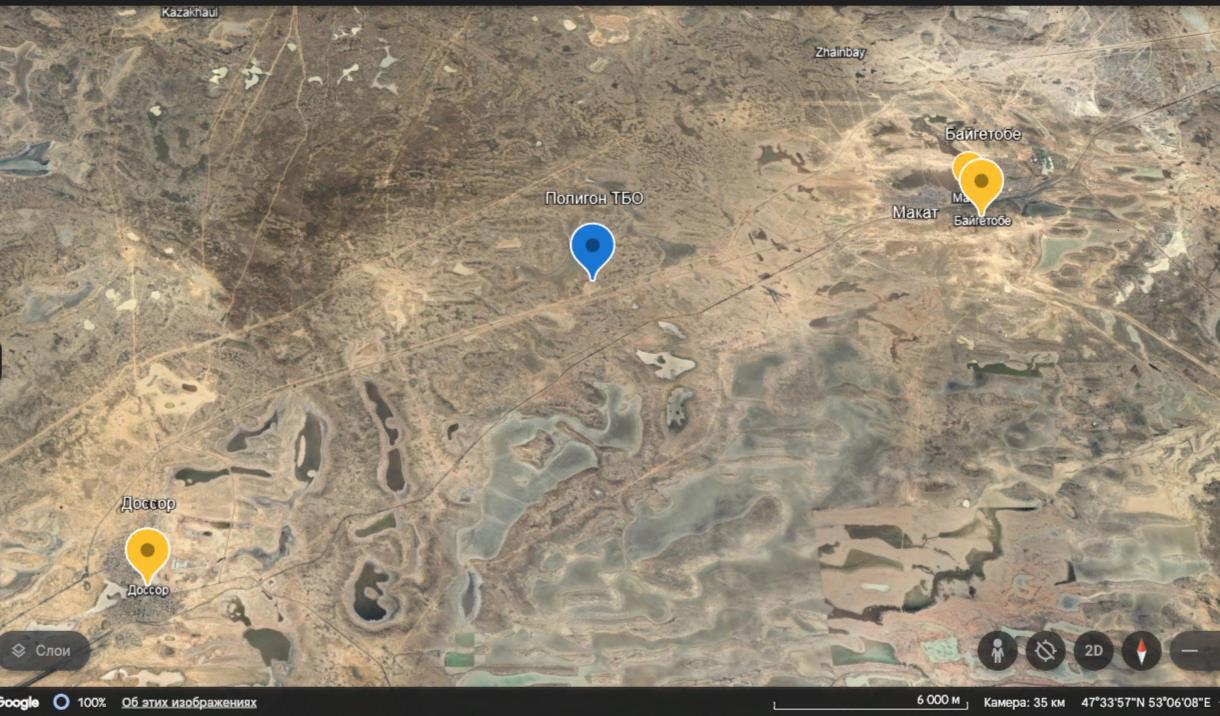 Kazakhaul
Zhainbay
Байгетобе
Полигон ТБО
Ма
Макат
Байгетобе
Доссор
Доссор
Слои
2D
Google
100%
Об этих изображениях
6 000 м
Камера: 35 км
47°33'57"N 53°06'08"E